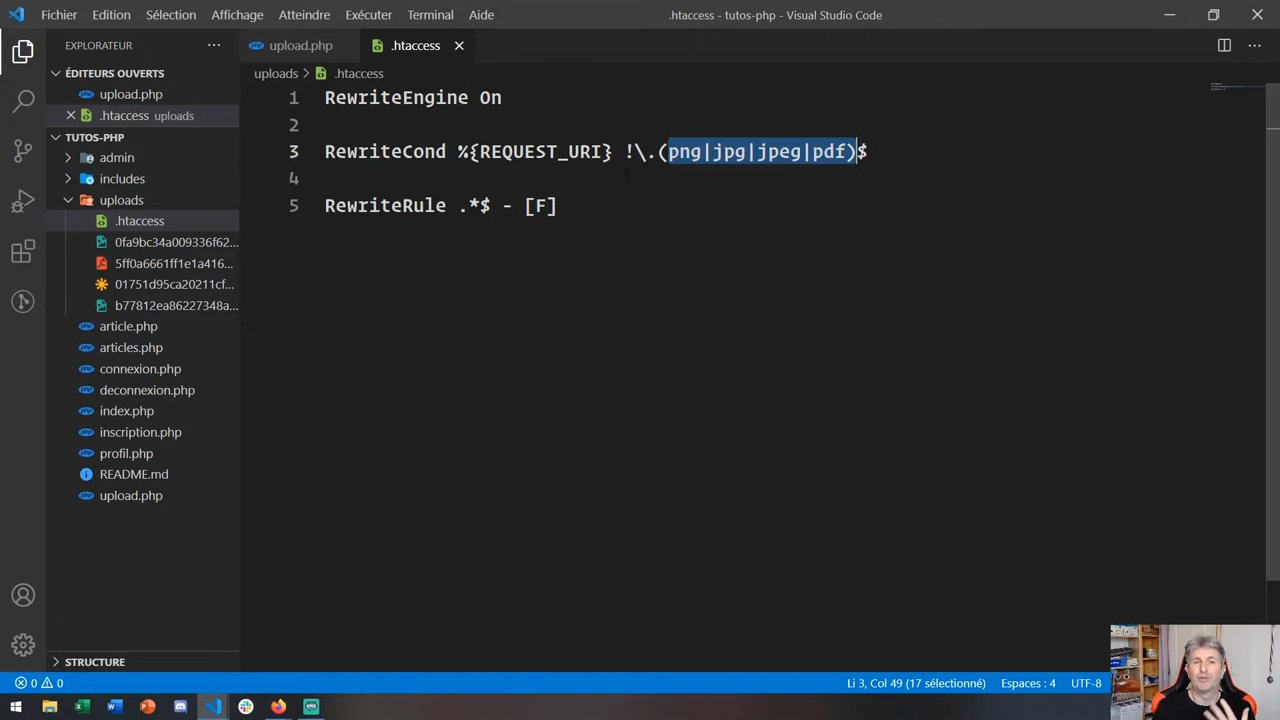 Fichier Edition Sélection Affichage Atteindre Exécuter Terminal Aide .htaccess - tutos-php - Visual Studio Code
EXPLORATEUR ··· upload.php .htaccess
ÉDITEURS OUVERTS uploads > .htaccess
upload.php
.htaccess uploads
TUTOS-PHP
admin
includes
uploads
.htaccess
0fa9bc34a009336f62...
5ff0a6661ff1e1a416...
01751d95ca20211cf...
b77812ea86227348a...
article.php
articles.php
connexion.php
deconnexion.php
index.php
inscription.php
profil.php
README.md
upload.php
STRUCTURE
1 RewriteEngine On
2
3 RewriteCond %{REQUEST_URI} !\.(png|jpg|jpeg|pdf)$
4
5 RewriteRule .*$ - [F]
0 0 Li 3, Col 49 (17 sélectionné) Espaces : 4 UTF-8